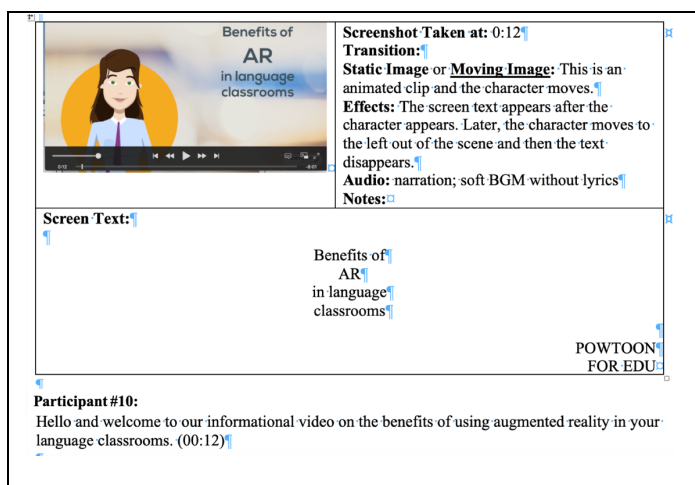 Benefits of
AR
in language
classrooms
0:12
-8:01
Screenshot Taken at: 0:12
Transition:
Static Image or Moving Image: This is an
animated clip and the character moves.
Effects: The screen text appears after the
character appears. Later, the character moves to
the left out of the scene and then the text
disappears.
Audio: narration; soft BGM without lyrics
Notes:
Screen Text:
Benefits of
AR
in language
classrooms
POWTOON
FOR EDU
Participant #10:
Hello and welcome to our informational video on the benefits of using augmented reality in your
language classrooms. (00:12)